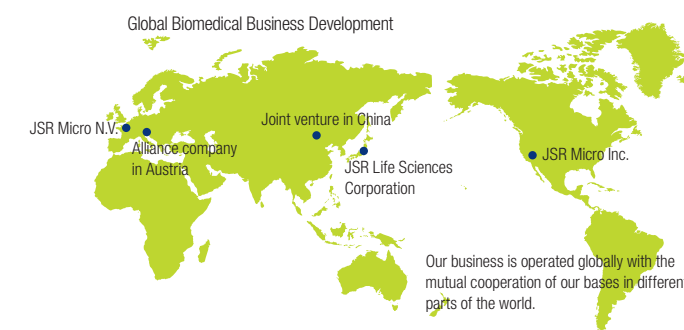 Global Biomedical Business Development
JSR Micro N.V.
Alliance company
in Austria
Joint venture in China
JSR Life Sciences
Corporation
JSR Micro Inc.
Our business is operated globally with the
mutual cooperation of our bases in different
parts of the world.